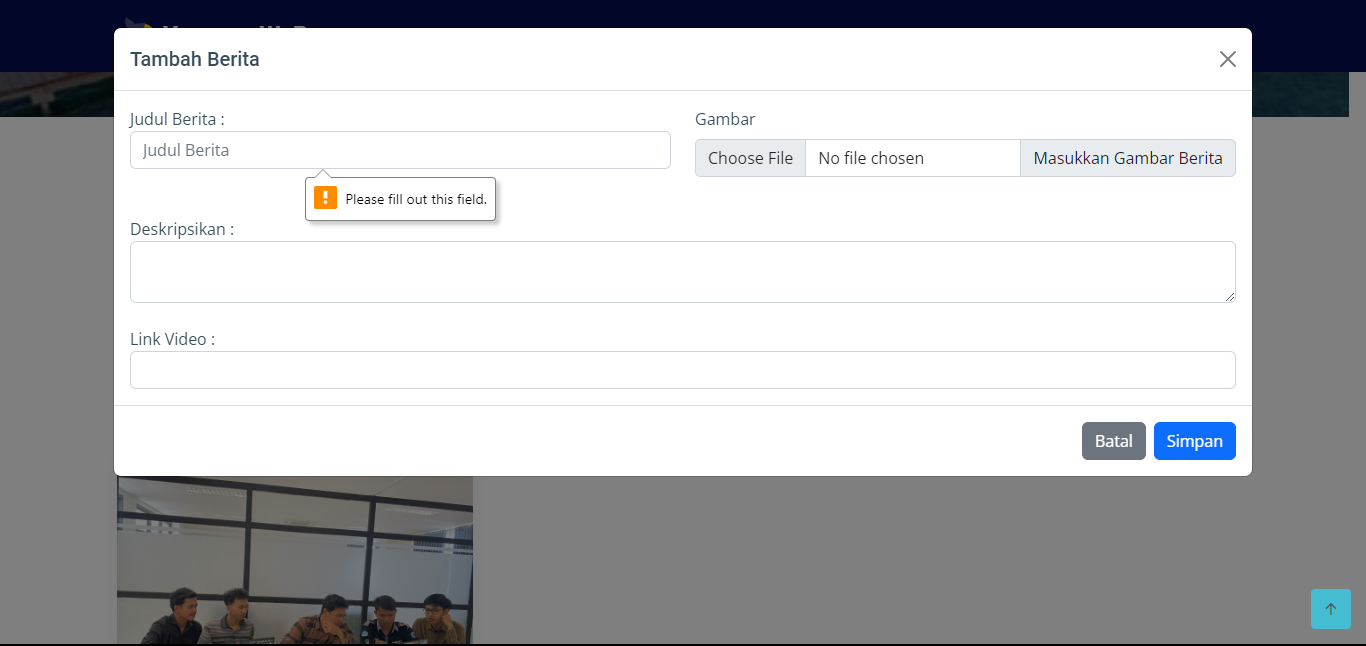 Tambah Berita
Judul Berita :
Judul Berita
Please fill out this field.
Gambar
Choose File No file chosen Masukkan Gambar Berita
Deskripsikan :
Link Video :
Batal Simpan